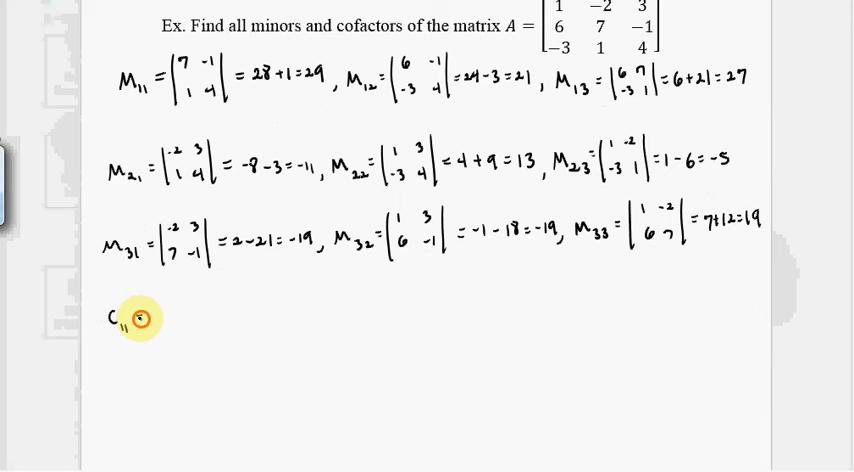 Ex. Find all minors and cofactors of the matrix A = [1 −2 3
6 7 −1
−3 1 4]
M₁₁ = |7 -1; 1 4| = 28+1=29, M₁₂ = |6 -1; -3 4| = 24-3=21, M₁₃ = |6 7; -3 1| = 6+21=27
M₂₁ = |-2 3; 1 4| = -8-3=-11, M₂₂ = |1 3; -3 4| = 4+9=13, M₂₃ = |1 -2; -3 1| = 1-6=-5
M₃₁ = |-2 3; 7 -1| = 2-21=-19, M₃₂ = |1 3; 6 -1| = -1-18=-19, M₃₃ = |1 -2; 6 7| = 7+12=19
C₁₁ =